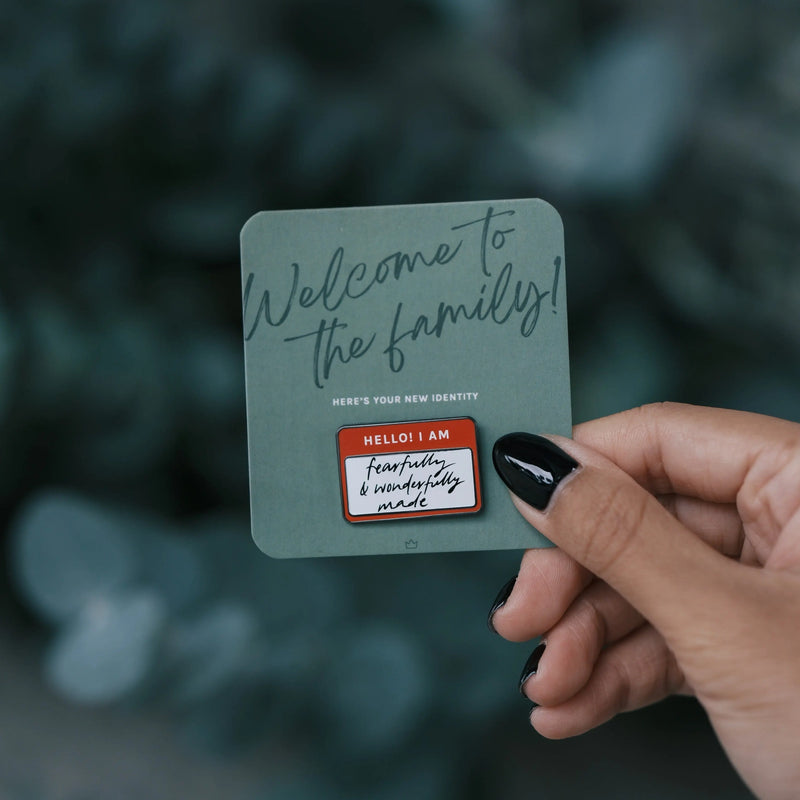 Welcome to
the family!
HERE'S YOUR NEW IDENTITY
HELLO! I AM
fearfully
& wonderfully
made